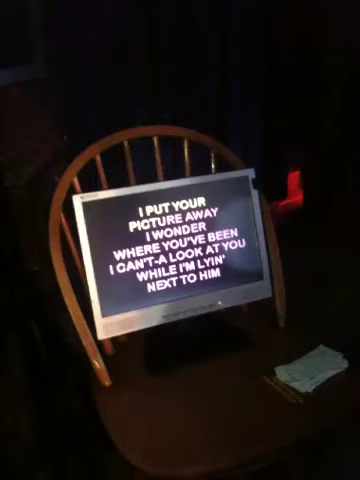 I PUT YOUR
PICTURE AWAY
I WONDER
WHERE YOU'VE BEEN
I CAN'T-A LOOK AT YOU
WHILE I'M LYIN'
NEXT TO HIM